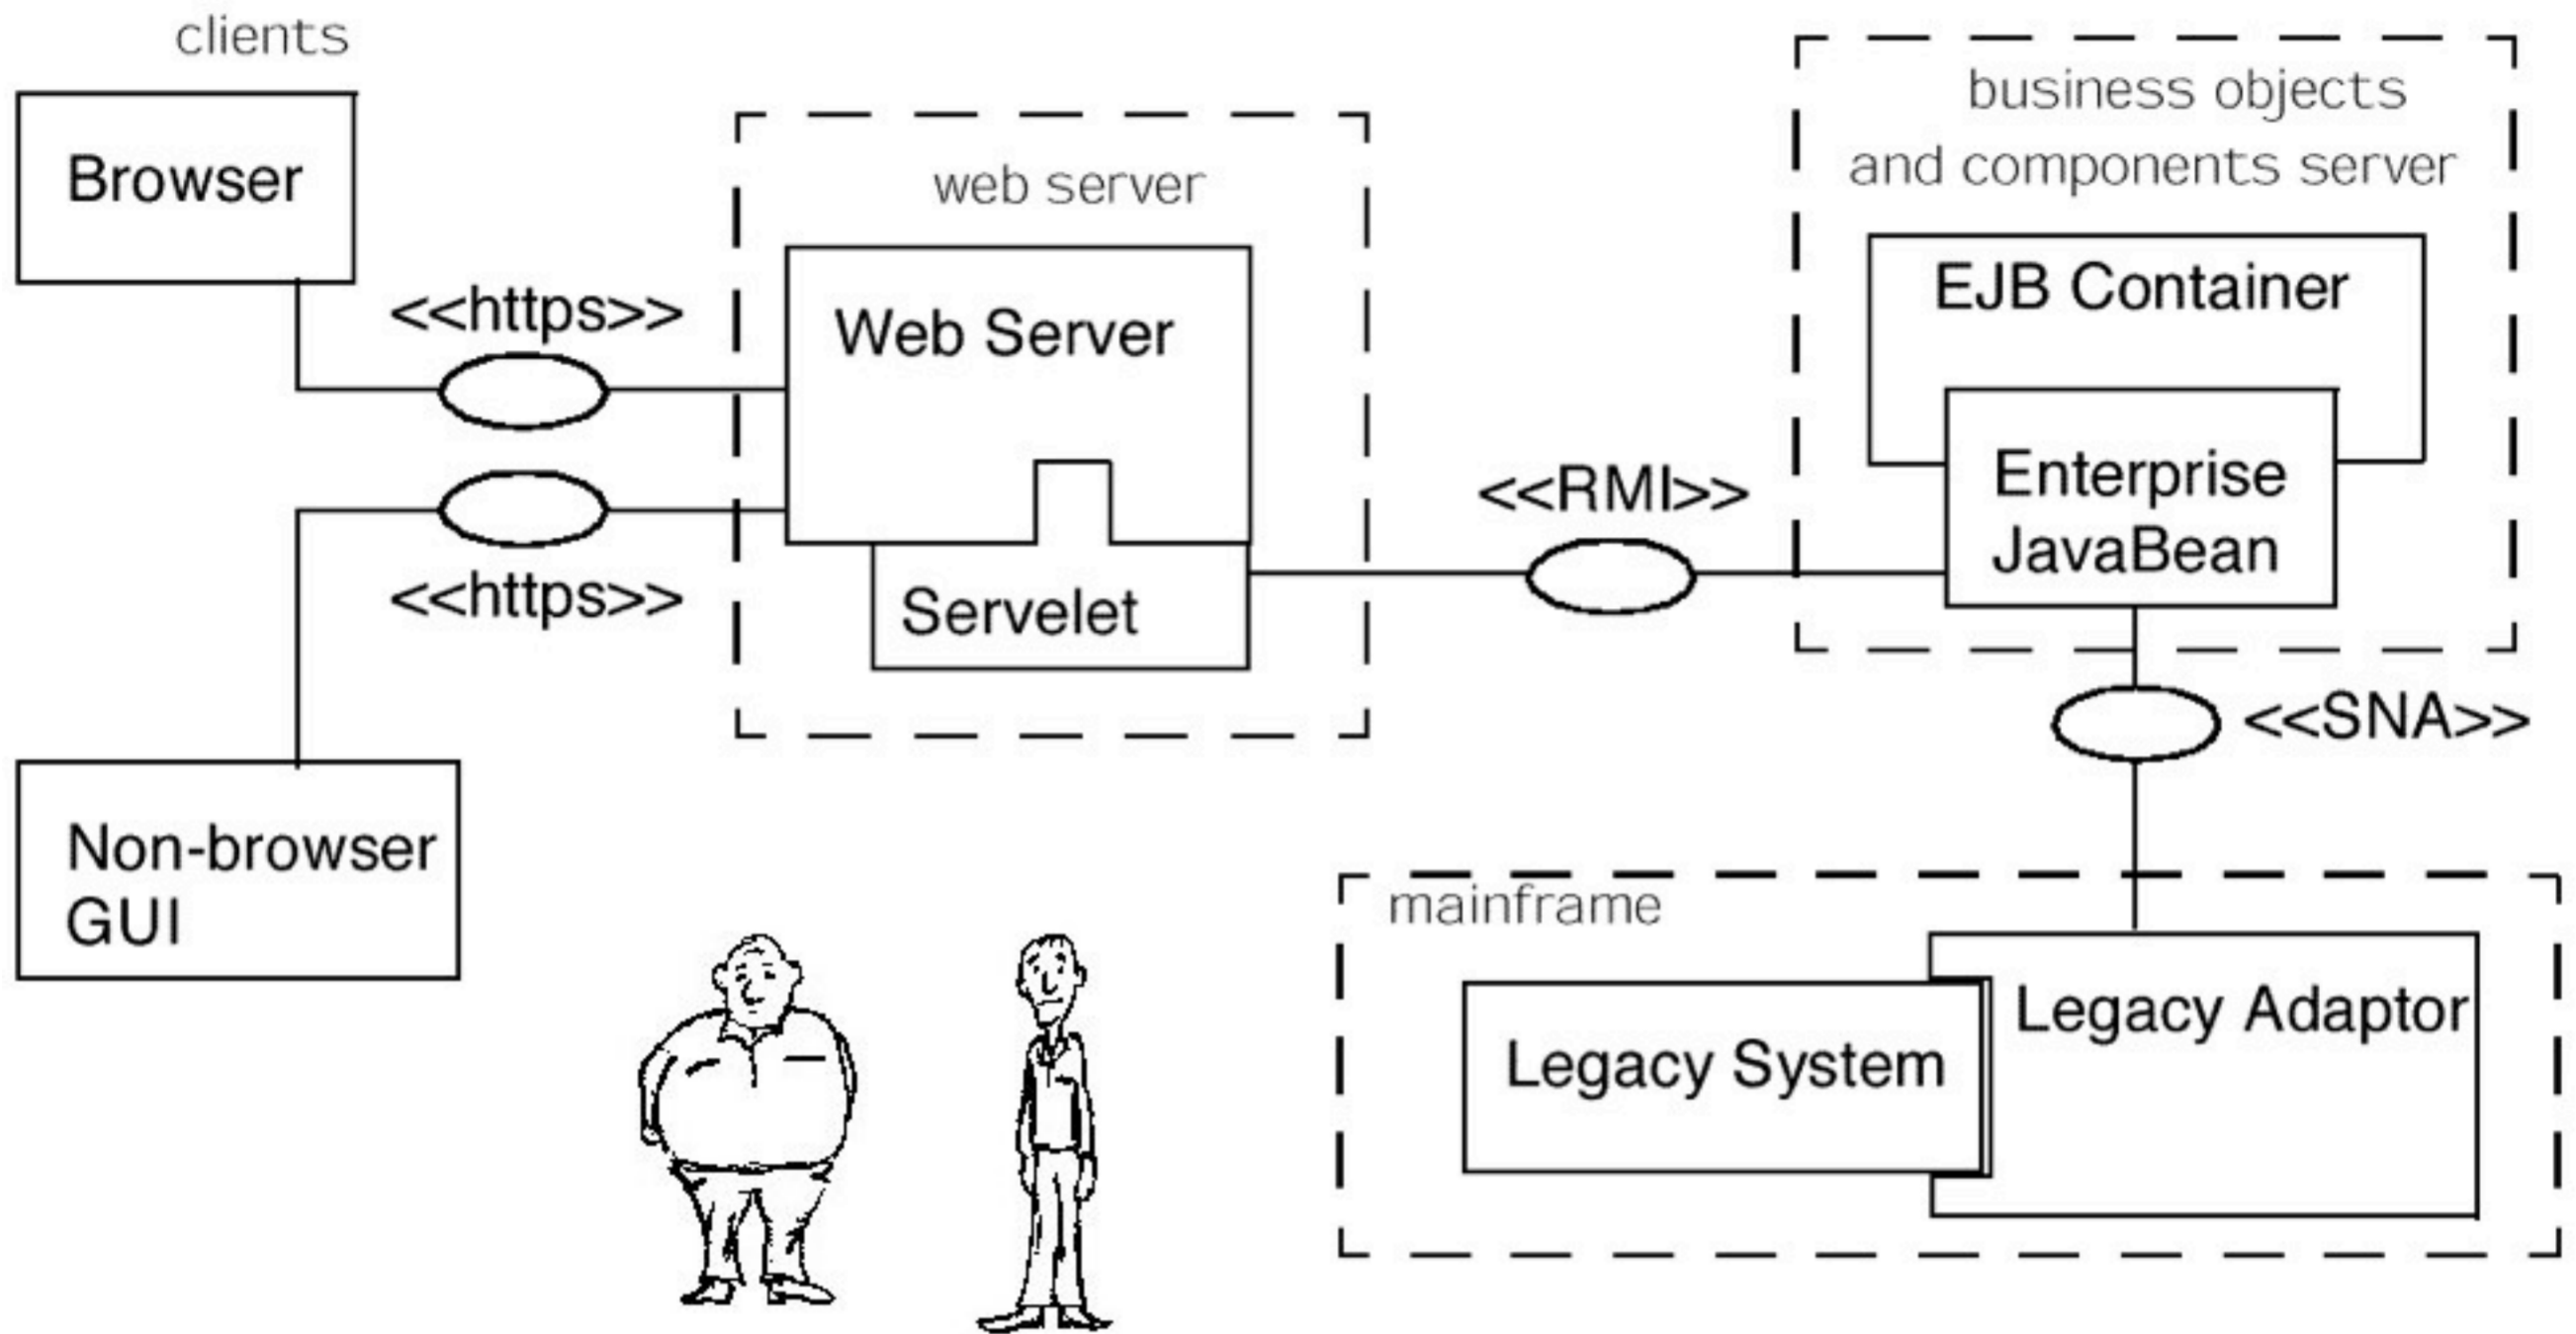 clients
Browser
<<https>>
<<https>>
Non-browser
GUI
web server
Web Server
Servelet
<<RMI>>
business objects
and components server
EJB Container
Enterprise
JavaBean
<<SNA>>
mainframe
Legacy System
Legacy Adaptor